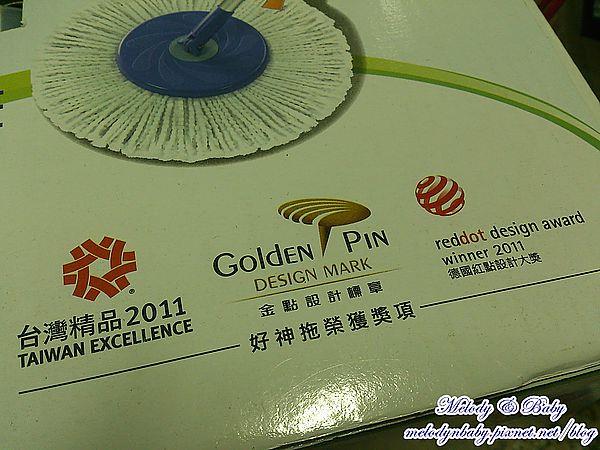 台灣精品2011
TAIWAN EXCELLENCE
GOLDEN PIN
DESIGN MARK
金點設計標章
reddot design award
winner 2011
德國紅點設計大獎
好神拖榮獲獎項
Melody & Baby
melodynbaby.pixnet.net/blog